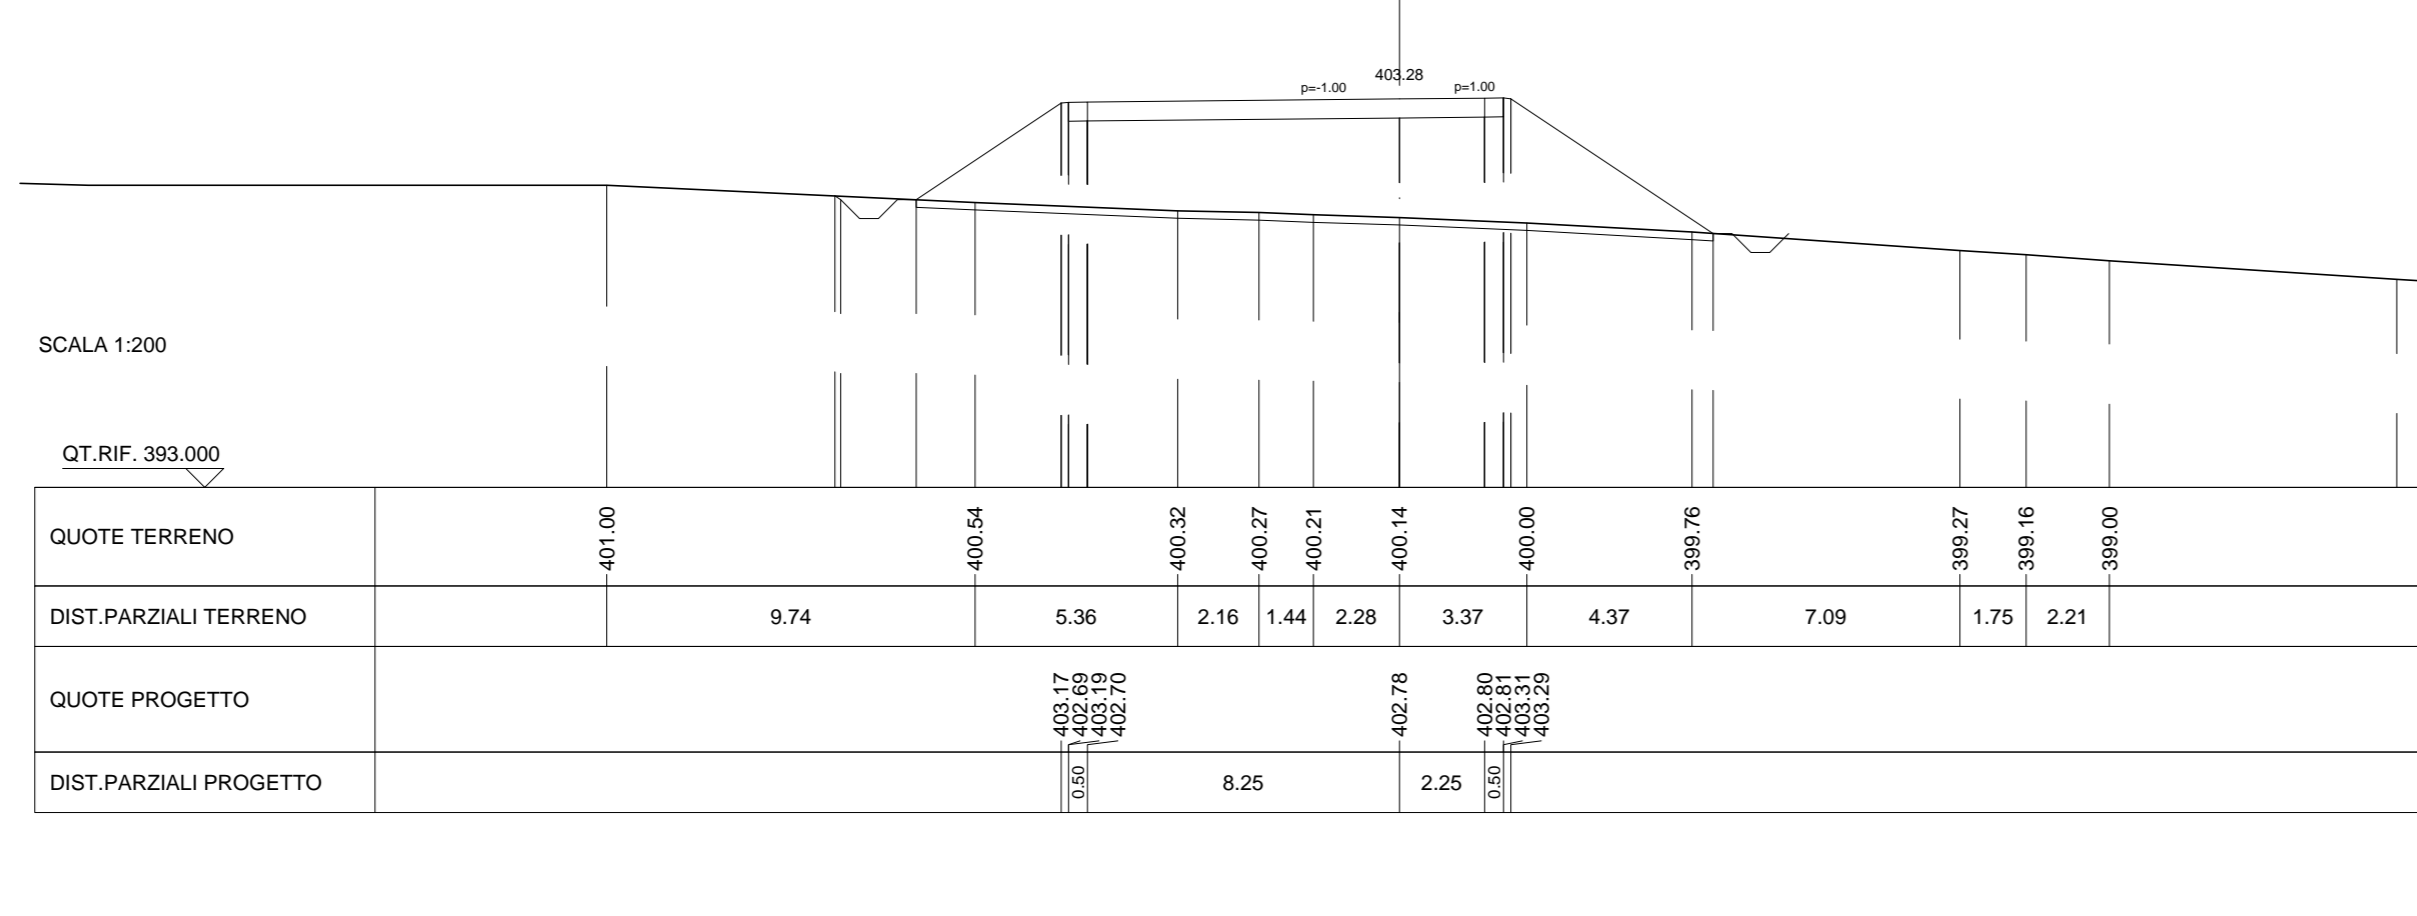 403.28
p=-1.00 p=1.00
SCALA 1:200
QT.RIF. 393.000
QUOTE TERRENO 401.00 400.54 400.32 400.27 400.21 400.14 400.00 399.76 399.27 399.16 399.00
DIST.PARZIALI TERRENO 9.74 5.36 2.16 1.44 2.28 3.37 4.37 7.09 1.75 2.21
QUOTE PROGETTO 403.17 402.69 403.19 402.70 402.78 402.80 402.81 403.31 403.29
DIST.PARZIALI PROGETTO 0.50 8.25 2.25 0.50